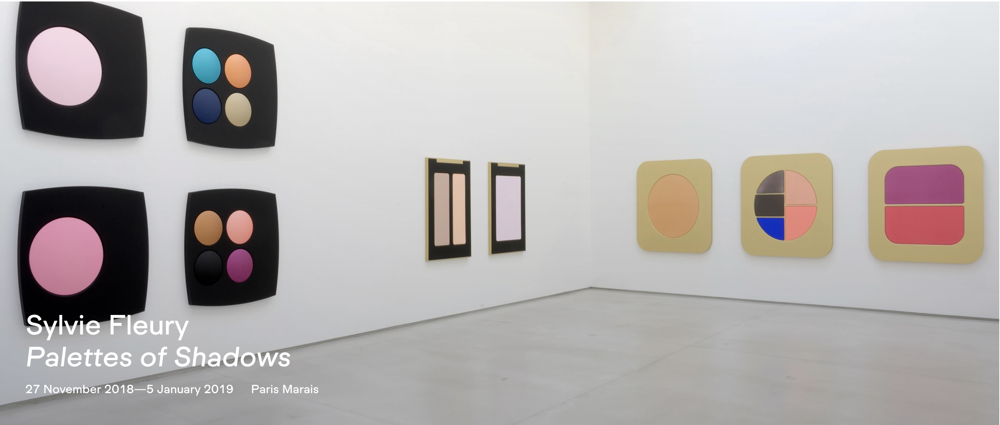 Sylvie Fleury
Palettes of Shadows
27 November 2018—5 January 2019 Paris Marais